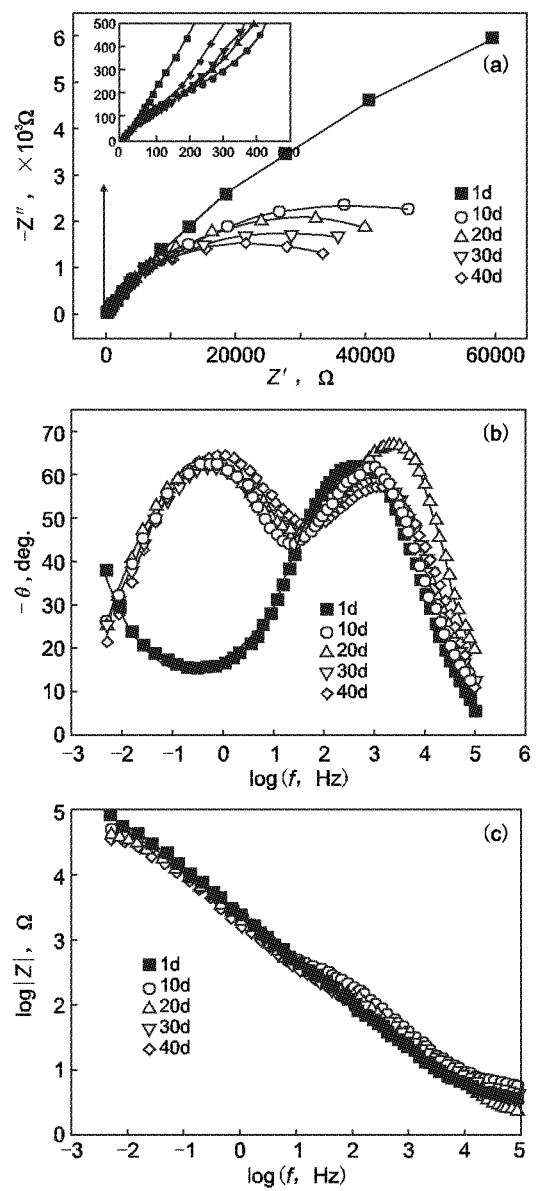 (a)
6
5
4
3
2
1
0
-Z″, ×10³Ω
500
400
300
200
100
0
0 100 200 300 400
1d
10d
20d
30d
40d
0 20000 40000 60000
Z′, Ω
(b)
70
60
50
40
30
20
10
0
-θ, deg.
1d
10d
20d
30d
40d
-3 -2 -1 0 1 2 3 4 5 6
log(f, Hz)
(c)
5
4
3
2
1
0
log|Z|, Ω
1d
10d
20d
30d
40d
-3 -2 -1 0 1 2 3 4 5
log(f, Hz)